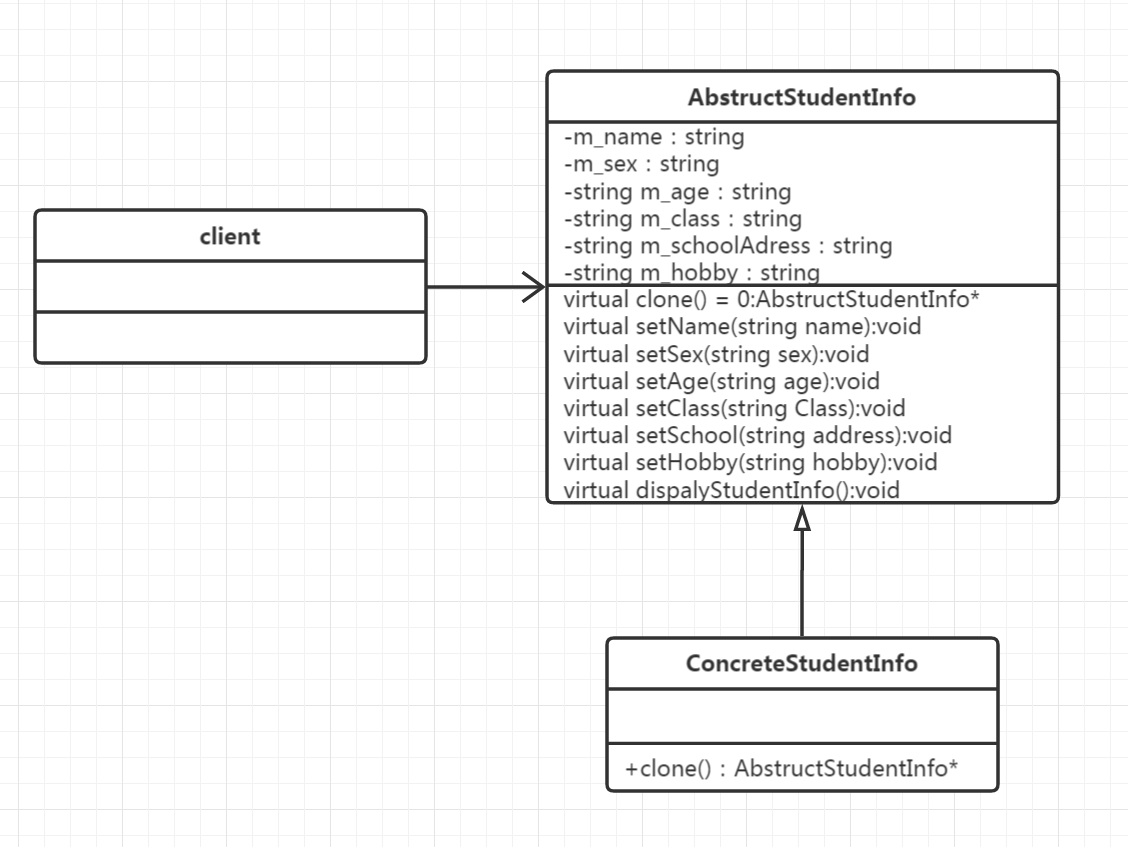 client
AbstructStudentInfo
-m_name : string
-m_sex : string
-string m_age : string
-string m_class : string
-string m_schoolAdress : string
-string m_hobby : string
virtual clone() = 0:AbstructStudentInfo*
virtual setName(string name):void
virtual setSex(string sex):void
virtual setAge(string age):void
virtual setClass(string Class):void
virtual setSchool(string address):void
virtual setHobby(string hobby):void
virtual dispalyStudentInfo():void
ConcreteStudentInfo
+clone() : AbstructStudentInfo*